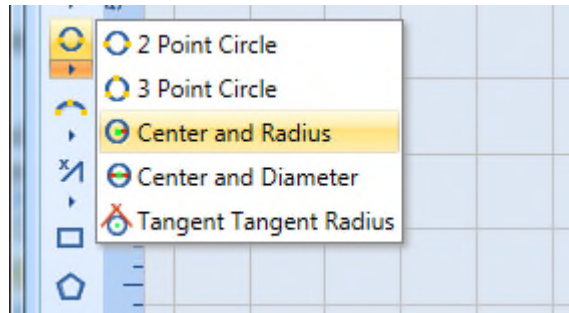 2 Point Circle
3 Point Circle
Center and Radius
Center and Diameter
Tangent Tangent Radius